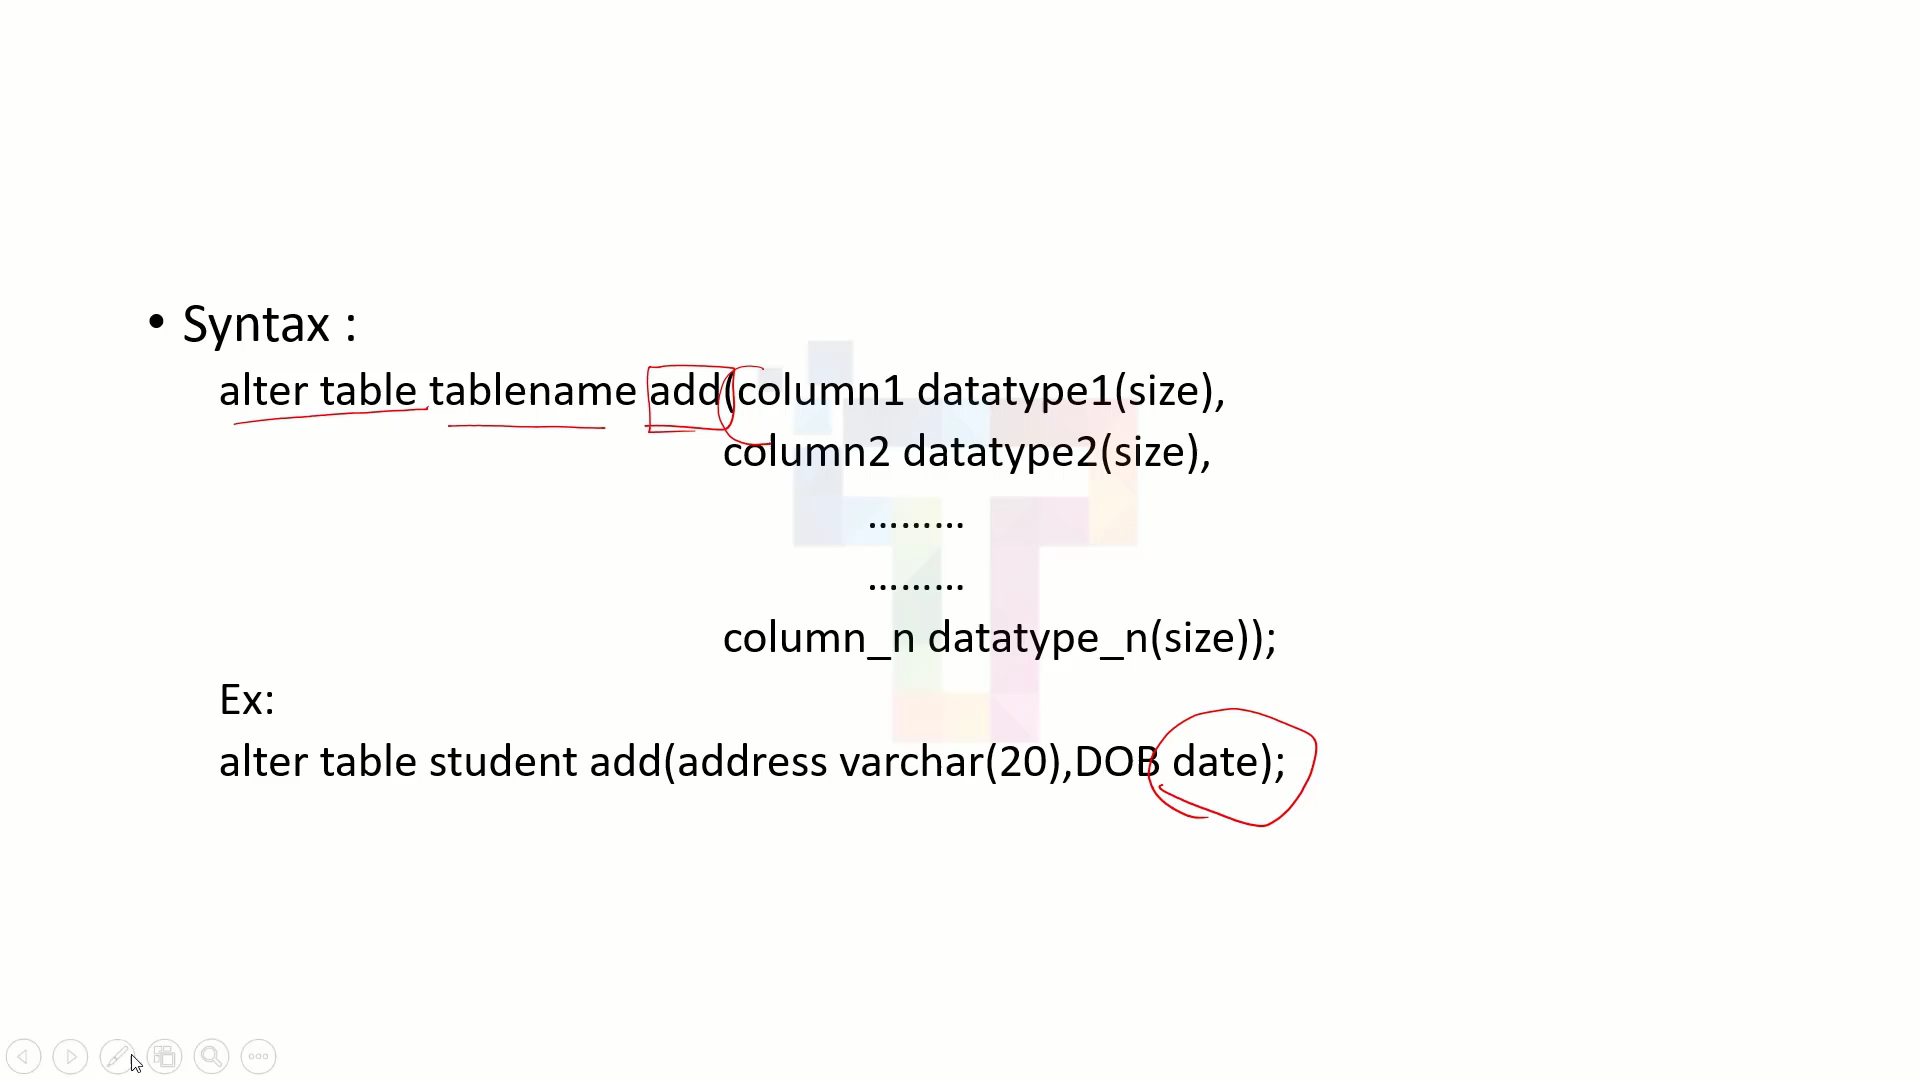 • Syntax :
alter table tablename add(column1 datatype1(size),
column2 datatype2(size),
.........
.........
column_n datatype_n(size));
Ex:
alter table student add(address varchar(20),DOB date);